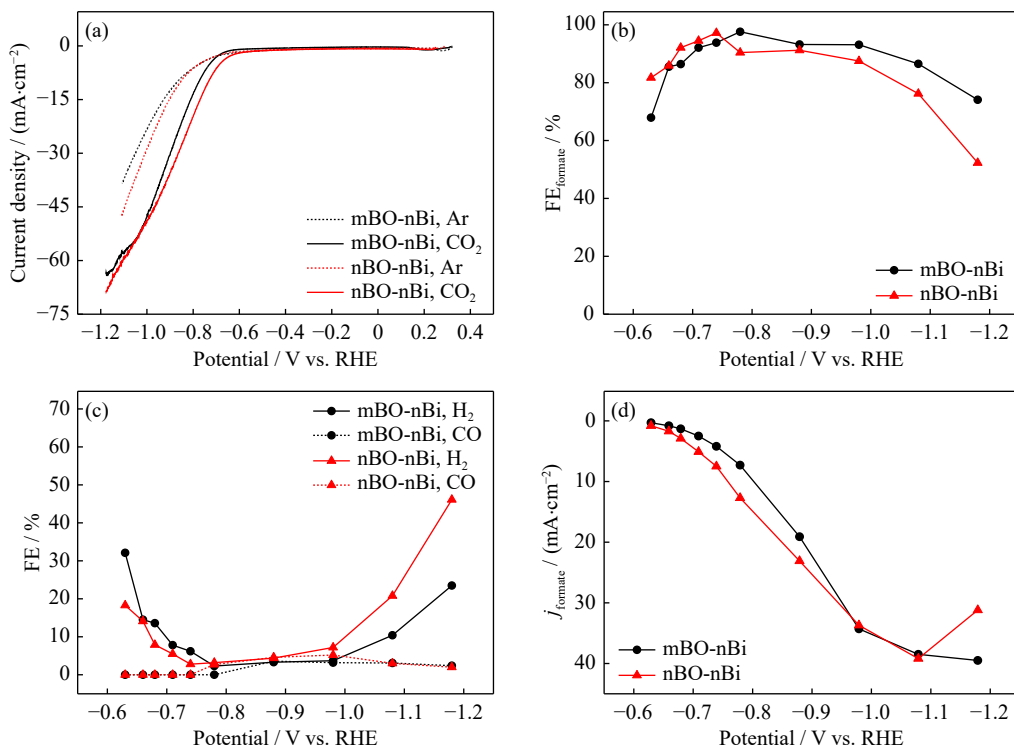 (a)
0
−15
−30
−45
−60
−75
Current density / (mA·cm⁻²)
mBO-nBi, Ar
mBO-nBi, CO₂
nBO-nBi, Ar
nBO-nBi, CO₂
−1.2 −1.0 −0.8 −0.6 −0.4 −0.2 0 0.2 0.4
Potential / V vs. RHE
(b)
100
80
60
40
20
0
FE_formate / %
mBO-nBi
nBO-nBi
−0.6 −0.7 −0.8 −0.9 −1.0 −1.1 −1.2
Potential / V vs. RHE
(c)
70
60
50
40
30
20
10
0
FE / %
mBO-nBi, H₂
mBO-nBi, CO
nBO-nBi, H₂
nBO-nBi, CO
−0.6 −0.7 −0.8 −0.9 −1.0 −1.1 −1.2
Potential / V vs. RHE
(d)
0
10
20
30
40
j_formate / (mA·cm⁻²)
mBO-nBi
nBO-nBi
−0.6 −0.7 −0.8 −0.9 −1.0 −1.1 −1.2
Potential / V vs. RHE